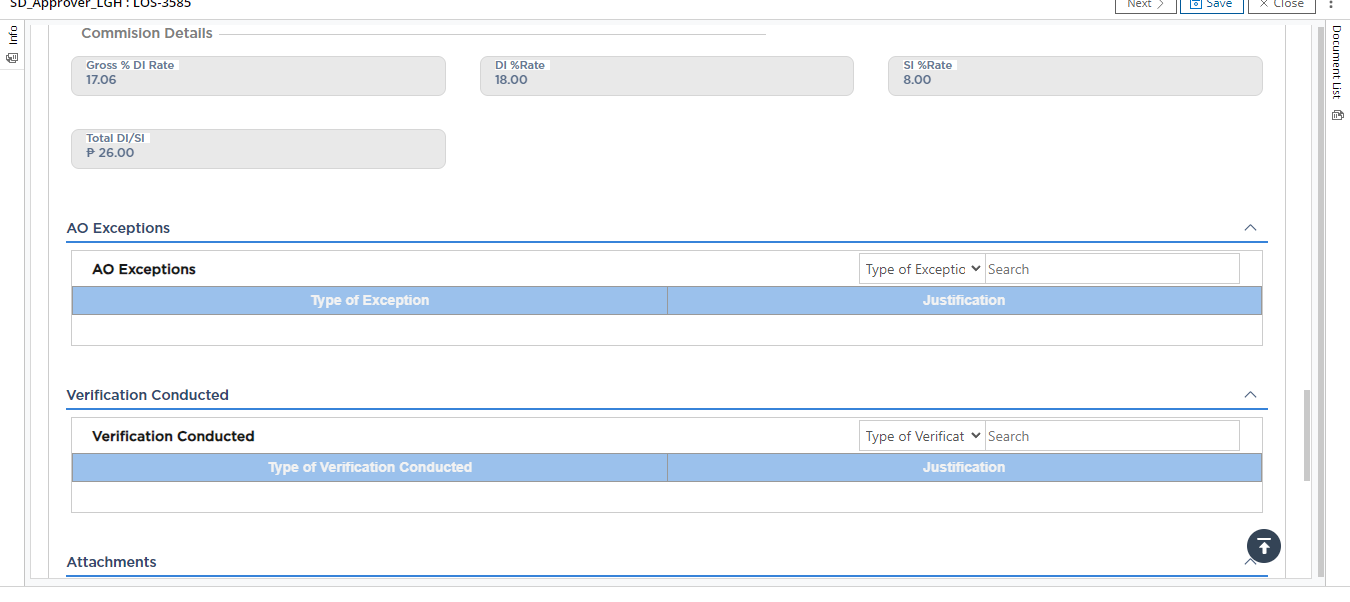 SD_Approver_LGH : LOS-3585
Next
Save
Close
Info
Document List
Commision Details
Gross % DI Rate
17.06
DI %Rate
18.00
SI %Rate
8.00
Total DI/SI
₱ 26.00
AO Exceptions
AO Exceptions
Type of Exceptio
Search
Type of Exception
Justification
Verification Conducted
Verification Conducted
Type of Verificat
Search
Type of Verification Conducted
Justification
Attachments